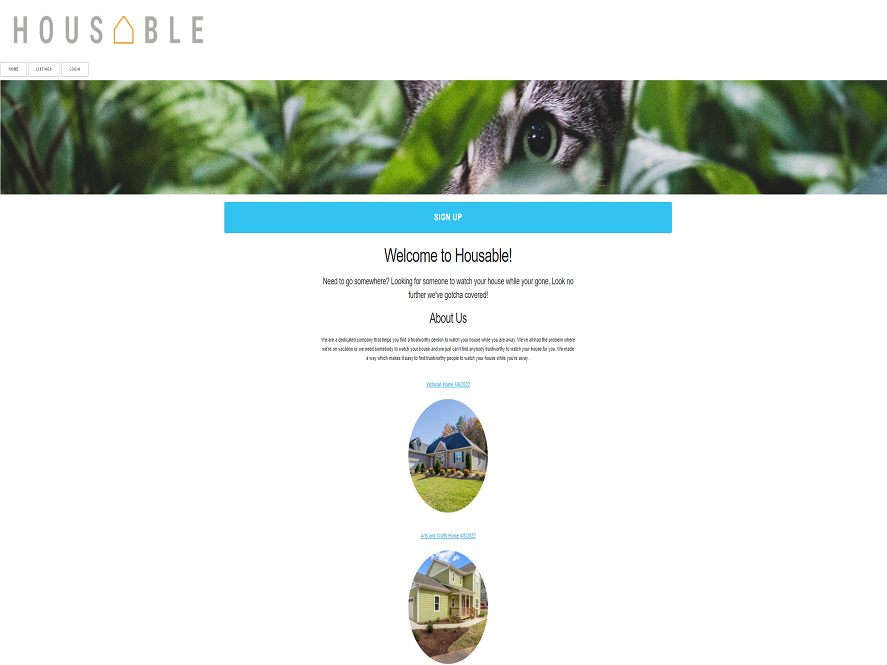 HOUSABLE
HOME LISTINGS LOGIN
SIGN UP
Welcome to Housable!
Need to go somewhere? Looking for someone to watch your house while your gone, Look no
further we've gotcha covered!
About Us
We are a dedicated company that helps you find a trustworthy person to watch your house while you are away. We've all had the problem where
we're on vacation or we need somebody to watch your house and we just can't find anybody trustworthy to watch your house for you. We made
a way which makes it easy to find trustworthy people to watch your house while you're away .
Victorian Home 4/8/2022
Arts and Crafts Home 4/5/2022